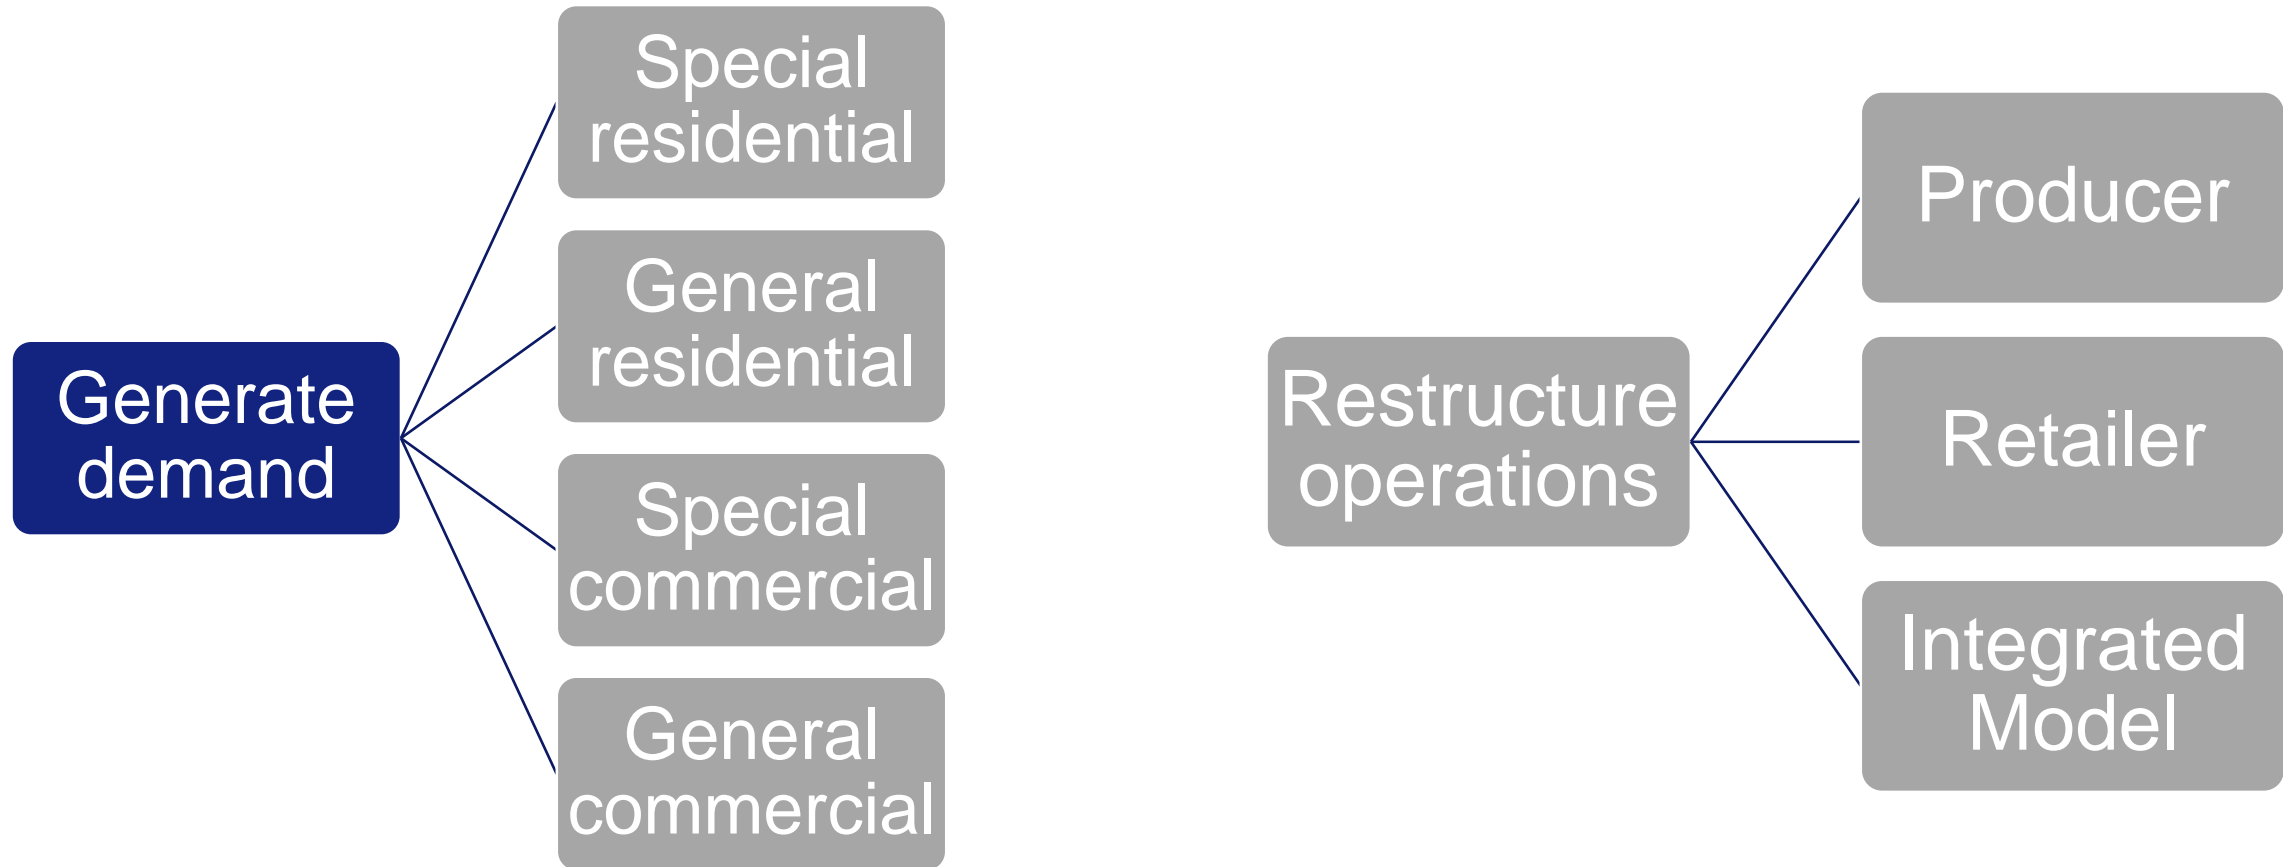 Generate
demand
Special
residential
General
residential
Special
commercial
General
commercial
Restructure
operations
Producer
Retailer
Integrated
Model